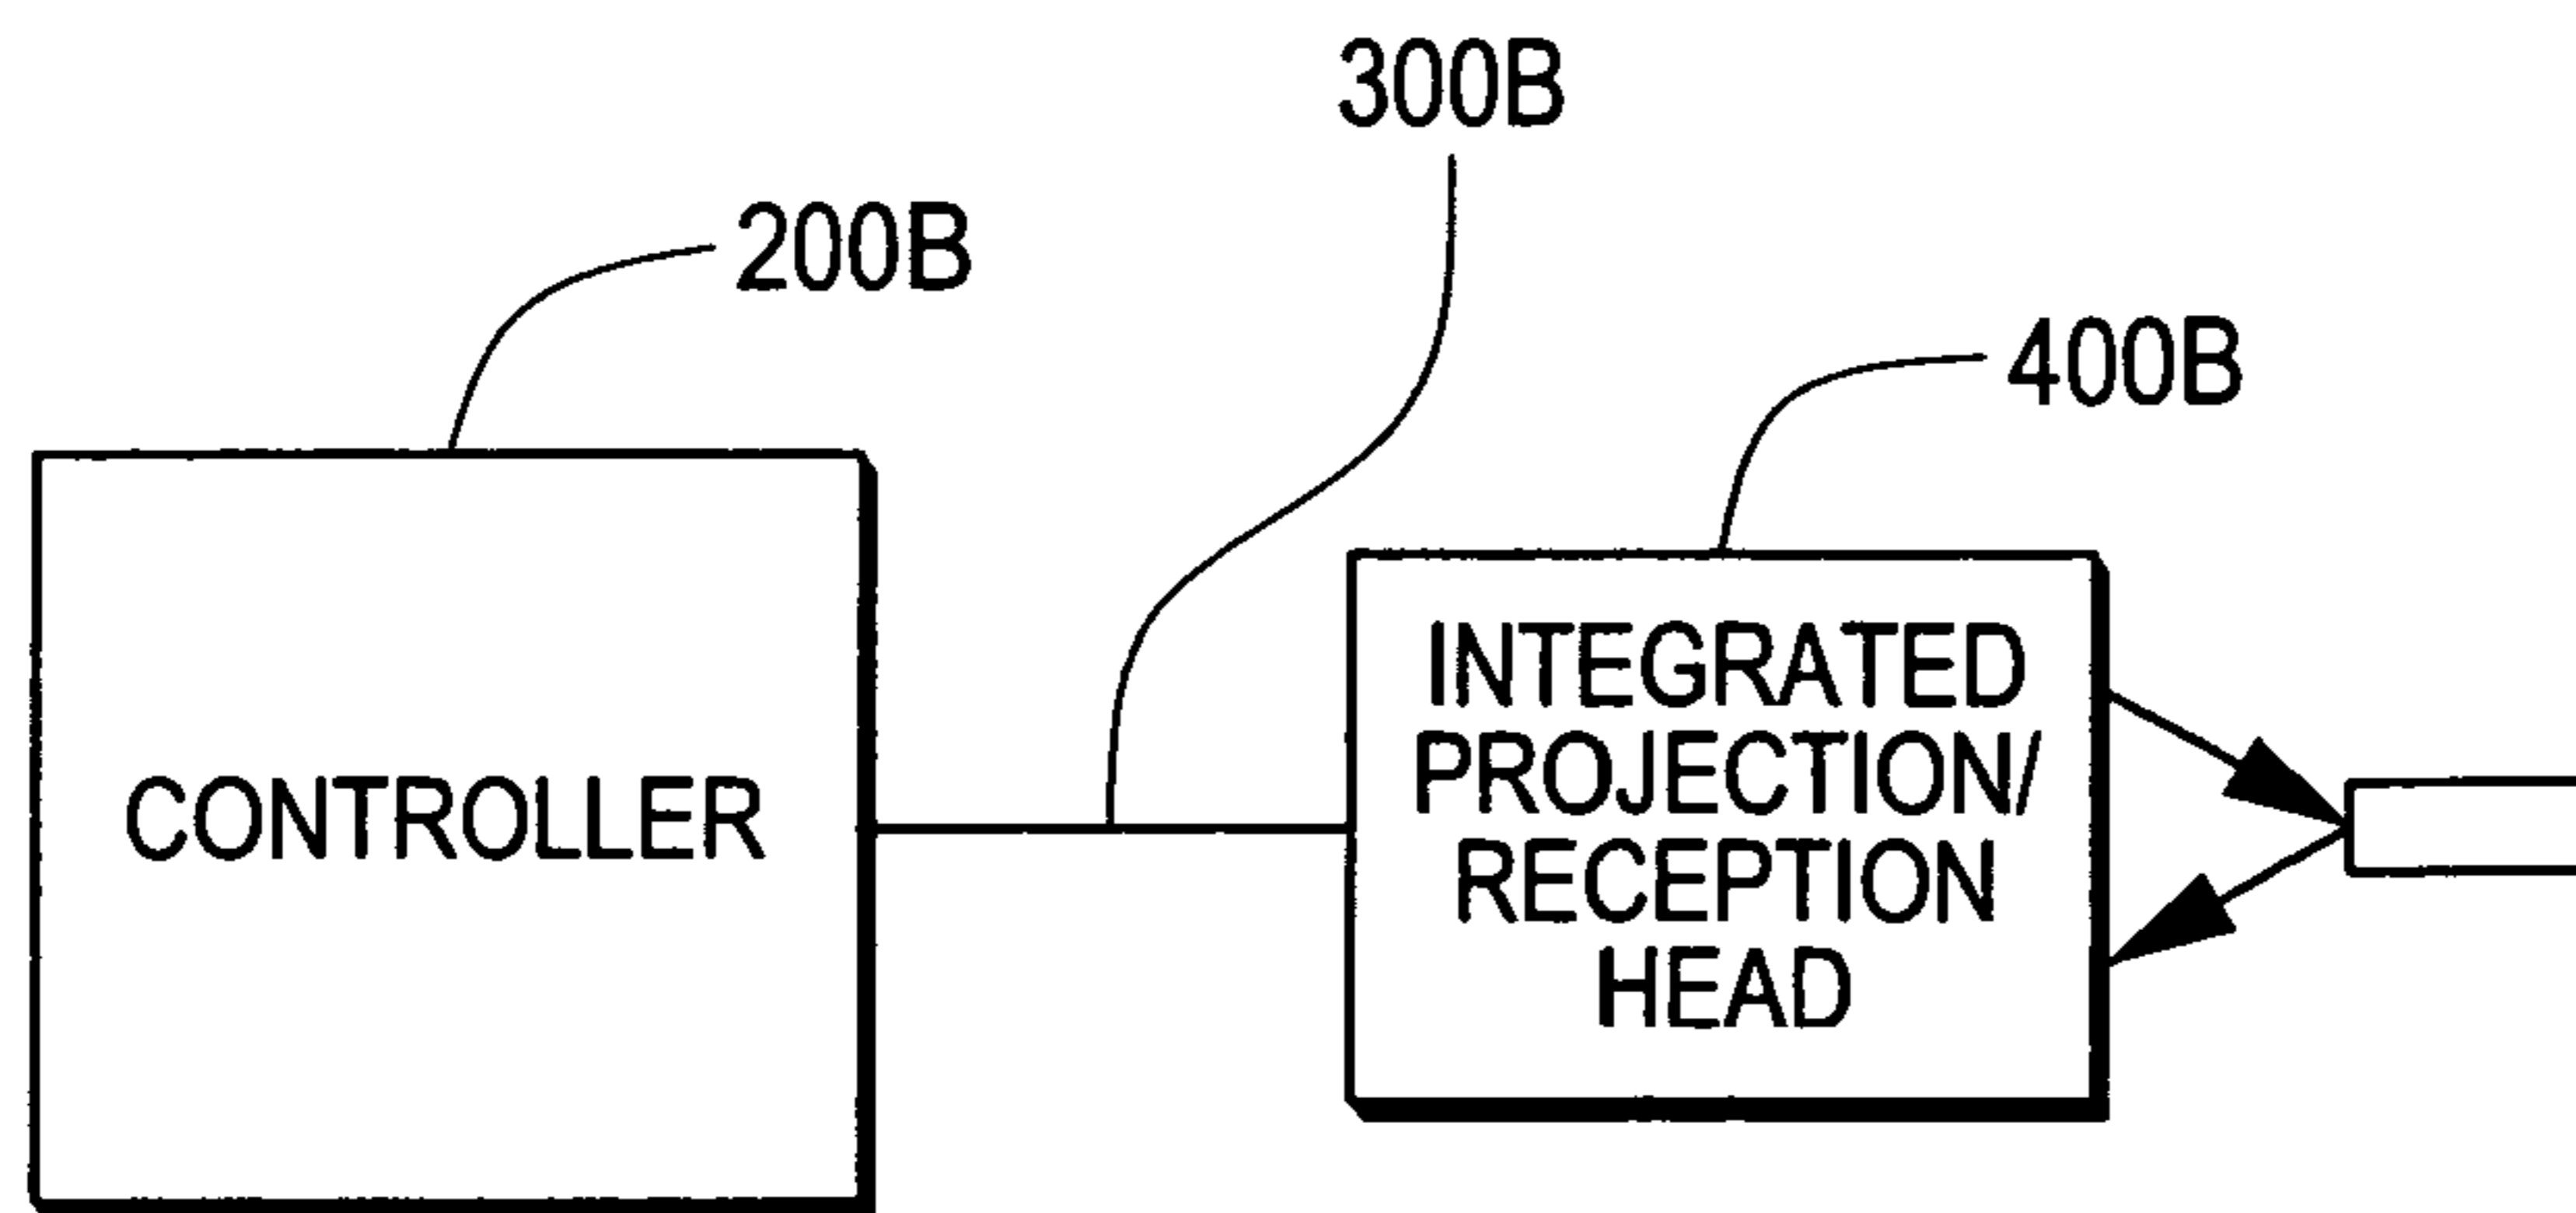 300B
200B
400B
CONTROLLER
INTEGRATED
PROJECTION/
RECEPTION
HEAD